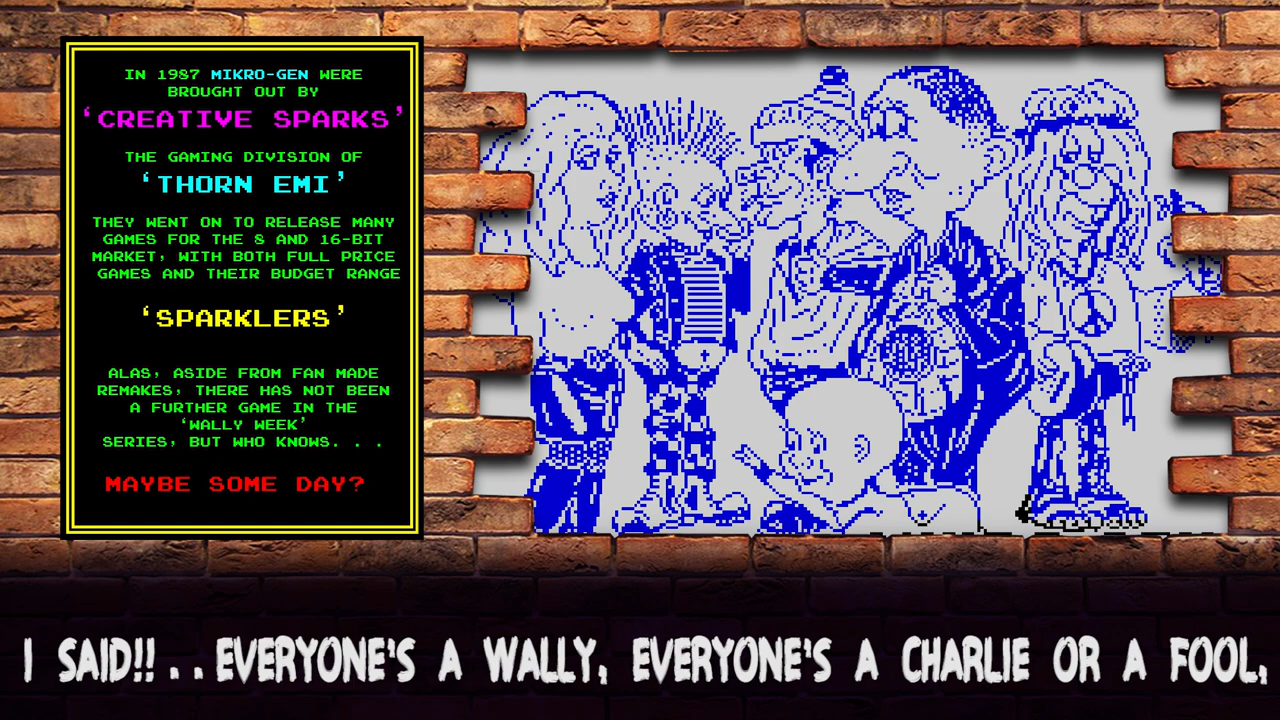 IN 1987 MIKRO-GEN WERE
BROUGHT OUT BY
'CREATIVE SPARKS'
THE GAMING DIVISION OF
'THORN EMI'
THEY WENT ON TO RELEASE MANY
GAMES FOR THE 8 AND 16-BIT
MARKET, WITH BOTH FULL PRICE
GAMES AND THEIR BUDGET RANGE
'SPARKLERS'
ALAS, ASIDE FROM FAN MADE
REMAKES, THERE HAS NOT BEEN
A FURTHER GAME IN THE
'WALLY WEEK'
SERIES, BUT WHO KNOWS. . .
MAYBE SOME DAY?
I SAID!!..EVERYONE'S A WALLY, EVERYONE'S A CHARLIE OR A FOOL,